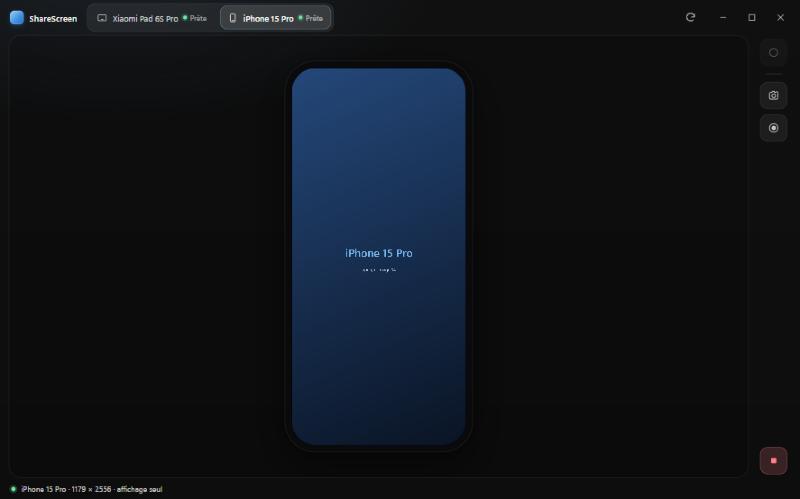 ShareScreen
Xiaomi Pad 6S Pro Prête
iPhone 15 Pro Prête
iPhone 15 Pro
iPhone 15 Pro · 1179 × 2556 · affichage seul